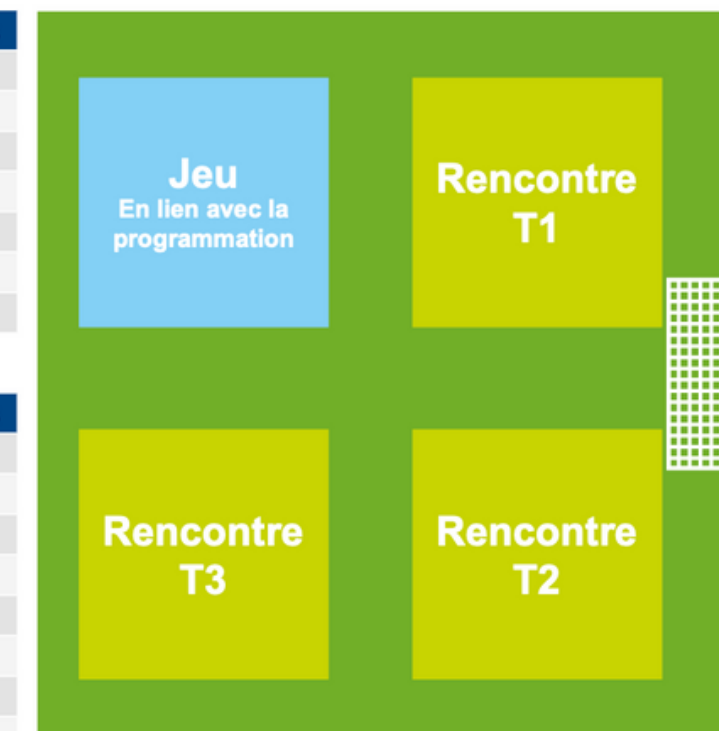 Jeu
En lien avec la
programmation
Rencontre
T1
Rencontre
T3
Rencontre
T2